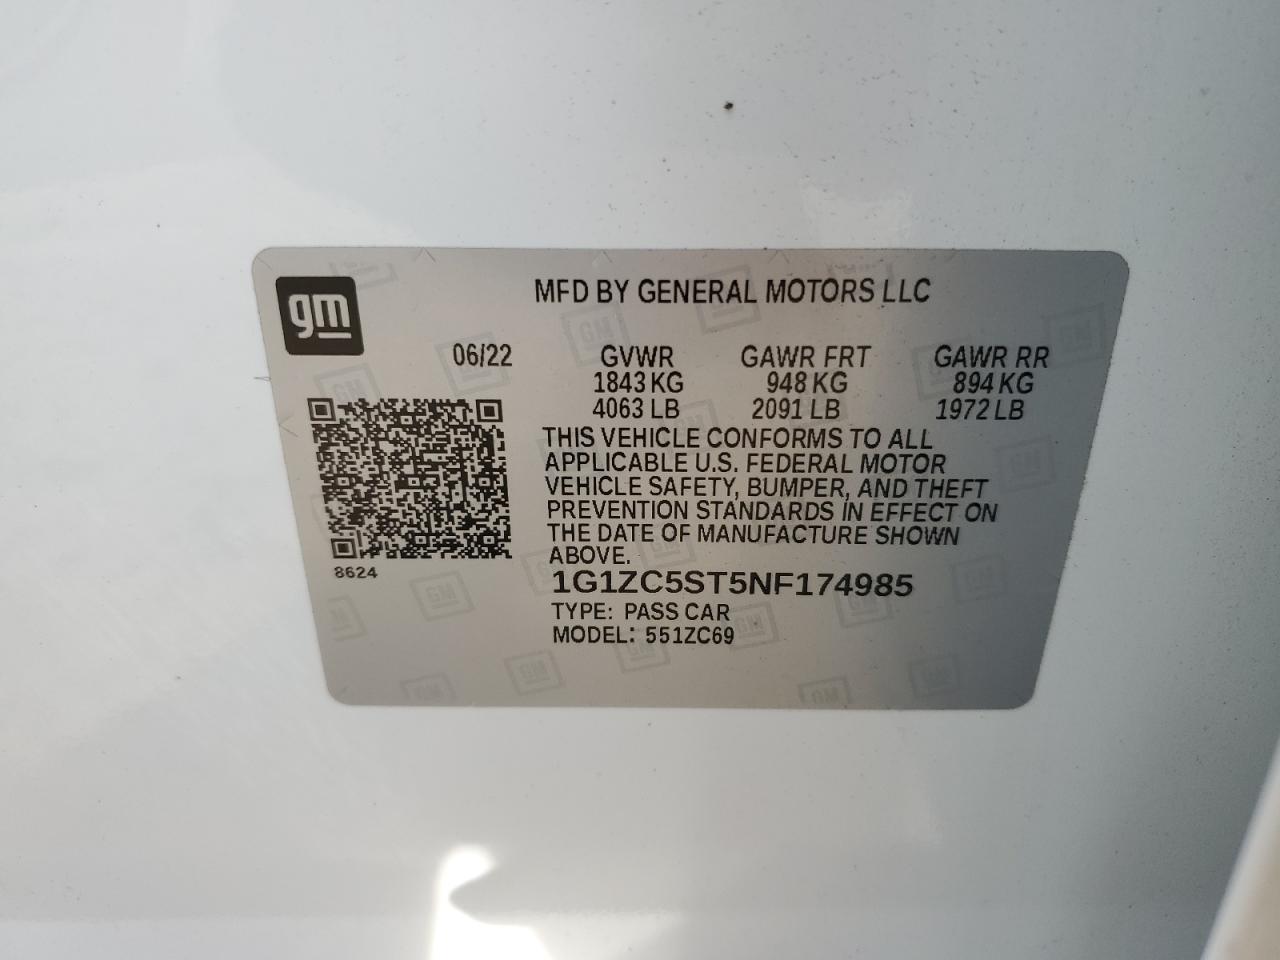 gm
MFD BY GENERAL MOTORS LLC
06/22 GVWR GAWR FRT GAWR RR
1843 KG 948 KG 894 KG
4063 LB 2091 LB 1972 LB
THIS VEHICLE CONFORMS TO ALL
APPLICABLE U.S. FEDERAL MOTOR
VEHICLE SAFETY, BUMPER, AND THEFT
PREVENTION STANDARDS IN EFFECT ON
THE DATE OF MANUFACTURE SHOWN
ABOVE.
8624
1G1ZC5ST5NF174985
TYPE: PASS CAR
MODEL: 551ZC69